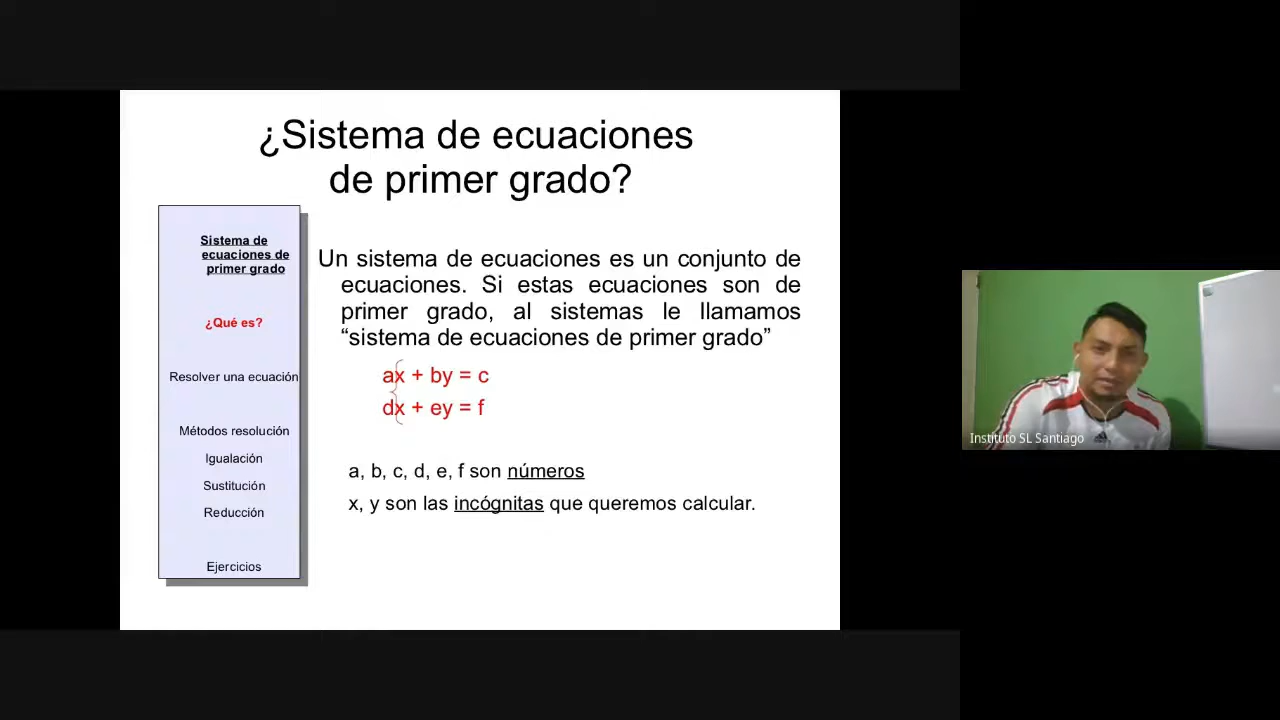 ¿Sistema de ecuaciones
de primer grado?
Sistema de
ecuaciones de
primer grado
¿Qué es?
Resolver una ecuación
Métodos resolución
Igualación
Sustitución
Reducción
Ejercicios
Un sistema de ecuaciones es un conjunto de
ecuaciones. Si estas ecuaciones son de
primer grado, al sistemas le llamamos
“sistema de ecuaciones de primer grado”
ax + by = c
dx + ey = f
a, b, c, d, e, f son números
x, y son las incógnitas que queremos calcular.
Instituto SL Santiago